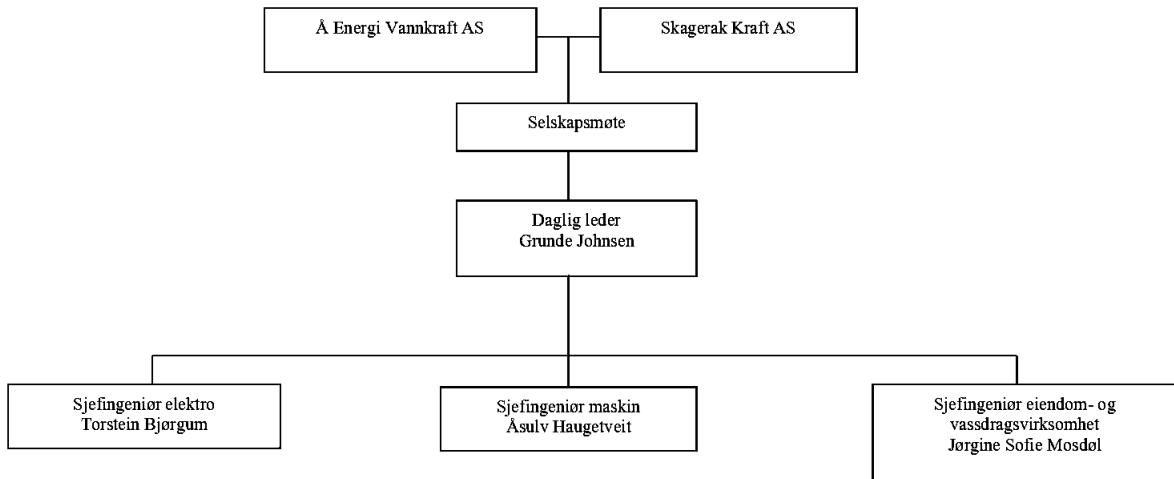 Å Energi Vannkraft AS
Skagerak Kraft AS
Selskapsmøte
Daglig leder
Grunde Johnsen
Sjefingeniør elektro
Torstein Bjørgum
Sjefingeniør maskin
Åsulv Haugetveit
Sjefingeniør eiendom- og
vassdragsvirksomhet
Jørgine Sofie Mosdøl